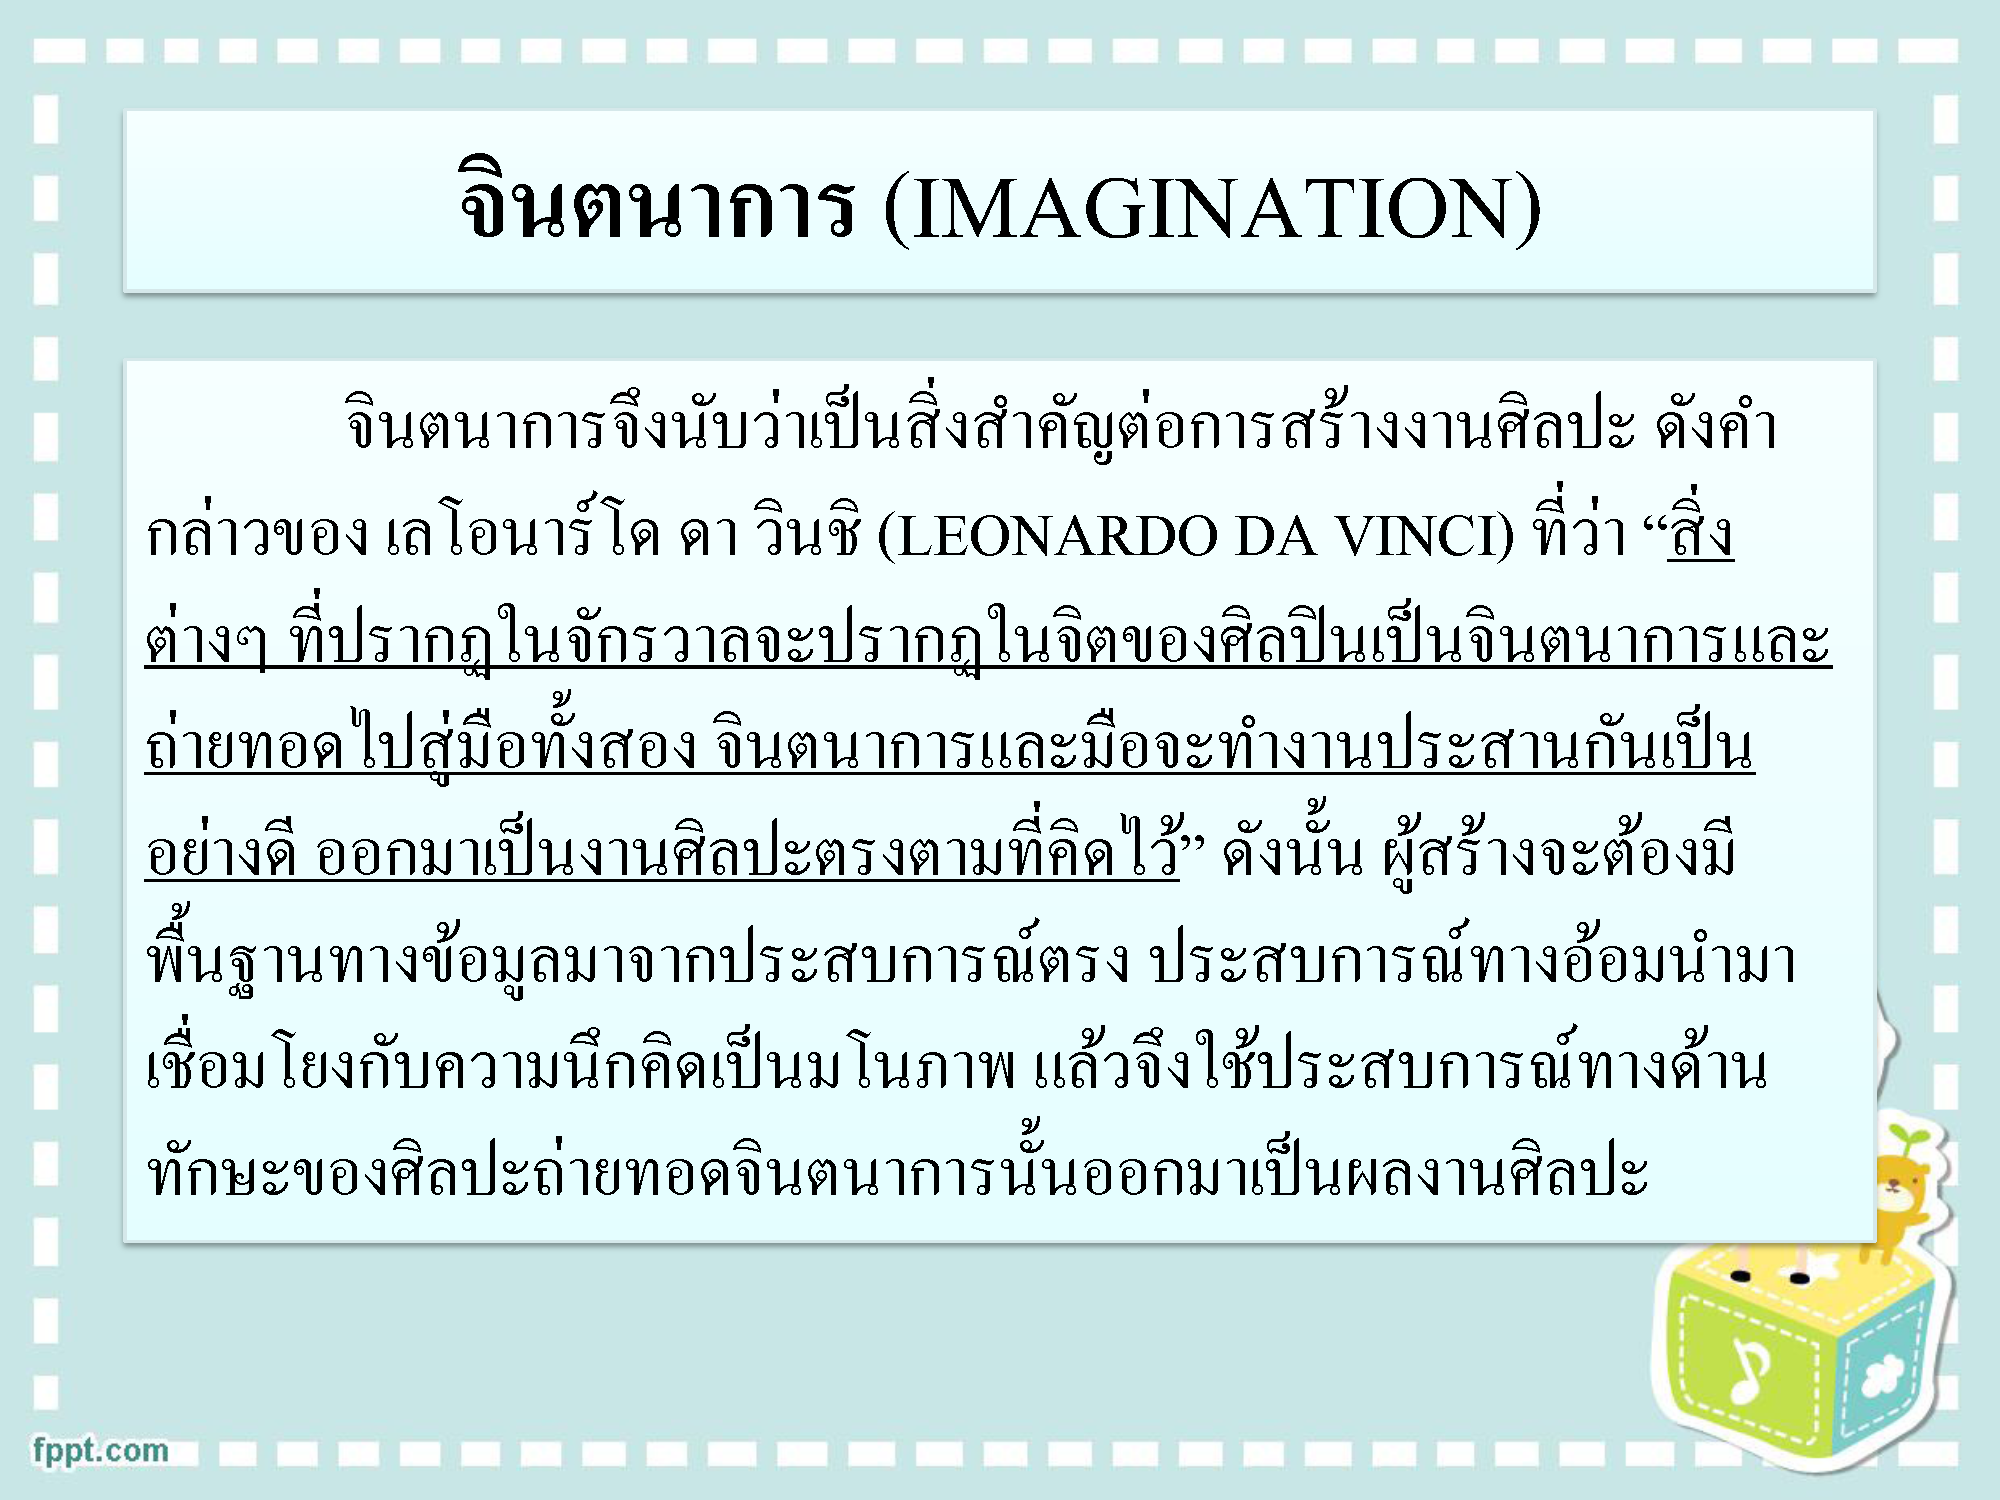 จินตนาการ (IMAGINATION)
จินตนาการจึงนับว่าเป็นสิ่งสำคัญต่อการสร้างงานศิลปะ ดังคำ
กล่าวของ เลโอนาร์โด ดา วินชิ (LEONARDO DA VINCI) ที่ว่า “สิ่ง
ต่างๆ ที่ปรากฏในจักรวาลจะปรากฏในจิตของศิลปินเป็นจินตนาการและ
ถ่ายทอดไปสู่มือทั้งสอง จินตนาการและมือจะทำงานประสานกันเป็น
อย่างดี ออกมาเป็นงานศิลปะตรงตามที่คิดไว้” ดังนั้น ผู้สร้างจะต้องมี
พื้นฐานทางข้อมูลมาจากประสบการณ์ตรง ประสบการณ์ทางอ้อมนำมา
เชื่อมโยงกับความนึกคิดเป็นมโนภาพ แล้วจึงใช้ประสบการณ์ทางด้าน
ทักษะของศิลปะถ่ายทอดจินตนาการนั้นออกมาเป็นผลงานศิลปะ
fppt.com